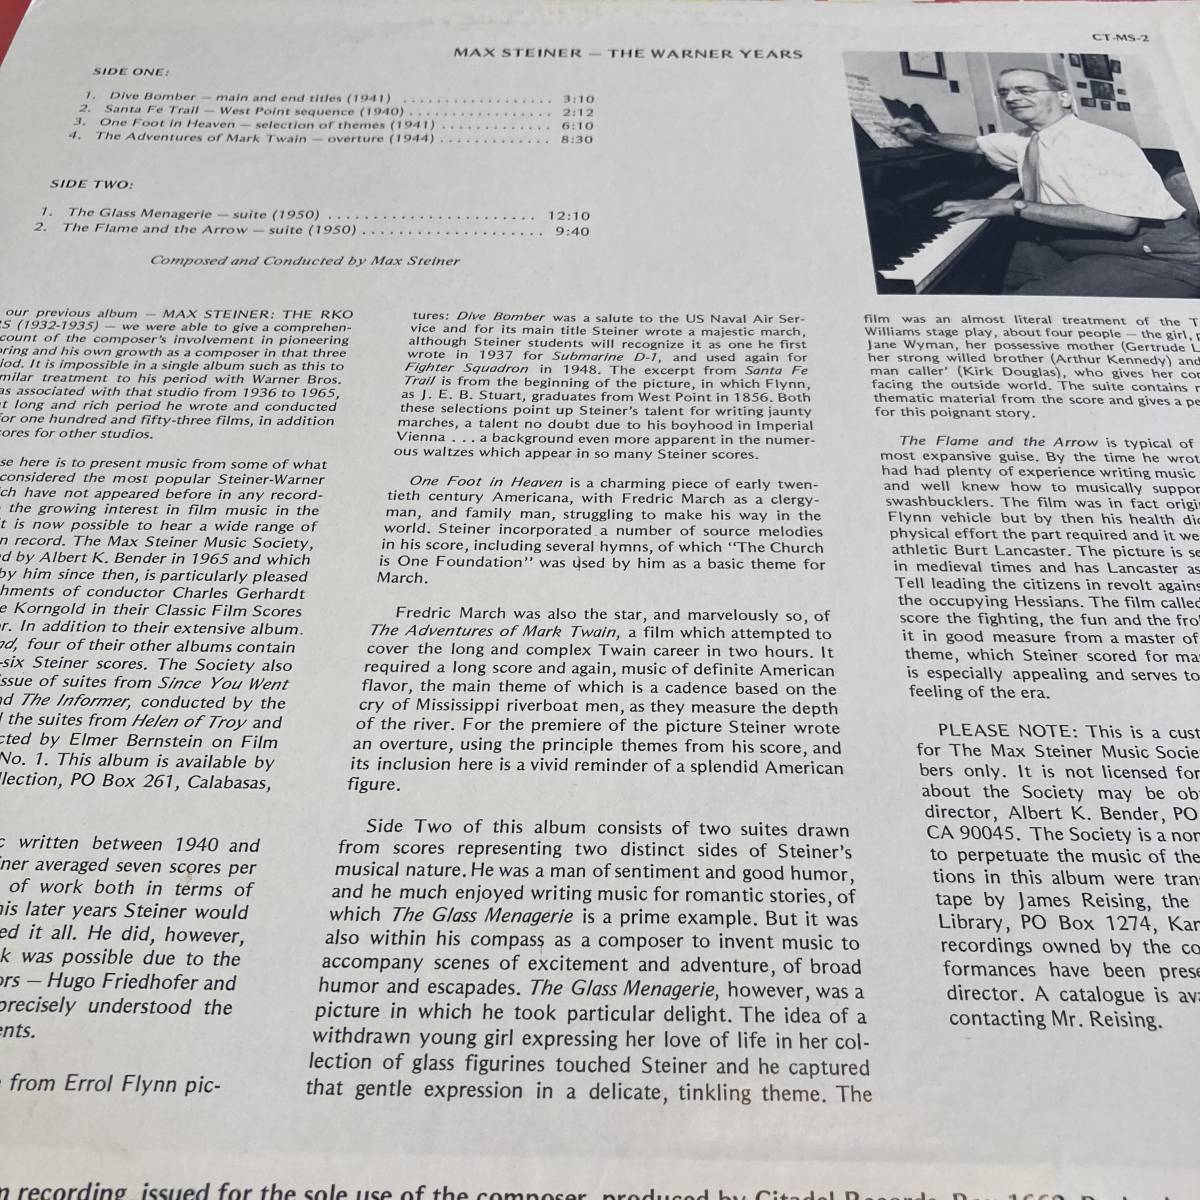 CT-MS-2
MAX STEINER — THE WARNER YEARS
SIDE ONE:
1. Dive Bomber — main and end titles (1941) .................. 3:10
2. Santa Fe Trail — West Point sequence (1940) ................. 2:12
3. One Foot in Heaven — selection of themes (1941) ............. 6:10
4. The Adventures of Mark Twain — overture (1944) ............. 8:30
SIDE TWO:
1. The Glass Menagerie — suite (1950) ....................... 12:10
2. The Flame and the Arrow — suite (1950) .................... 9:40
Composed and Conducted by Max Steiner
our previous album — MAX STEINER: THE RKO
(1932-1935) — we were able to give a comprehen-
count of the composer's involvement in pioneering
and his own growth as a composer in that three
It is impossible in a single album such as this to
treatment to his period with Warner Bros.
associated with that studio from 1936 to 1965,
long and rich period he wrote and conducted
for one hundred and fifty-three films, in addition
for other studios.
here is to present music from some of what
considered the most popular Steiner-Warner
have not appeared before in any record-
the growing interest in film music in the
it is now possible to hear a wide range of
record. The Max Steiner Music Society,
by Albert K. Bender in 1965 and which
by him since then, is particularly pleased
of conductor Charles Gerhardt
Korngold in their Classic Film Scores
In addition to their extensive album.
four of their other albums contain
-six Steiner scores. The Society also
of suites from Since You Went
The Informer, conducted by the
the suites from Helen of Troy and
by Elmer Bernstein on Film
No. 1. This album is available by
PO Box 261, Calabasas,
written between 1940 and
averaged seven scores per
of work both in terms of
his later years Steiner would
it all. He did, however,
was possible due to the
— Hugo Friedhofer and
precisely understood the
from Errol Flynn pic-
tures: Dive Bomber was a salute to the US Naval Air Ser-
vice and for its main title Steiner wrote a majestic march,
although Steiner students will recognize it as one he first
wrote in 1937 for Submarine D-1, and used again for
Fighter Squadron in 1948. The excerpt from Santa Fe
Trail is from the beginning of the picture, in which Flynn,
as J. E. B. Stuart, graduates from West Point in 1856. Both
these selections point up Steiner's talent for writing jaunty
marches, a talent no doubt due to his boyhood in Imperial
Vienna . . . a background even more apparent in the numer-
ous waltzes which appear in so many Steiner scores.
One Foot in Heaven is a charming piece of early twen-
tieth century Americana, with Fredric March as a clergy-
man, and family man, struggling to make his way in the
world. Steiner incorporated a number of source melodies
in his score, including several hymns, of which "The Church
is One Foundation" was used by him as a basic theme for
March.
Fredric March was also the star, and marvelously so, of
The Adventures of Mark Twain, a film which attempted to
cover the long and complex Twain career in two hours. It
required a long score and again, music of definite American
flavor, the main theme of which is a cadence based on the
cry of Mississippi riverboat men, as they measure the depth
of the river. For the premiere of the picture Steiner wrote
an overture, using the principle themes from his score, and
its inclusion here is a vivid reminder of a splendid American
figure.
Side Two of this album consists of two suites drawn
from scores representing two distinct sides of Steiner's
musical nature. He was a man of sentiment and good humor,
and he much enjoyed writing music for romantic stories, of
which The Glass Menagerie is a prime example. But it was
also within his compass as a composer to invent music to
accompany scenes of excitement and adventure, of broad
humor and escapades. The Glass Menagerie, however, was a
picture in which he took particular delight. The idea of a
withdrawn young girl expressing her love of life in her col-
lection of glass figurines touched Steiner and he captured
that gentle expression in a delicate, tinkling theme. The
film was an almost literal treatment of the
Williams stage play, about four people — the girl,
Jane Wyman, her possessive mother (Gertrude
her strong willed brother (Arthur Kennedy) and
man caller' (Kirk Douglas), who gives her
facing the outside world. The suite contains
thematic material from the score and gives a
for this poignant story.
The Flame and the Arrow is typical of
most expansive guise. By the time he wrot
had had plenty of experience writing music
and well knew how to musically suppor
swashbucklers. The film was in fact origi
Flynn vehicle but by then his health di
physical effort the part required and it we
athletic Burt Lancaster. The picture is se
in medieval times and has Lancaster as
Tell leading the citizens in revolt agains
the occupying Hessians. The film called
score the fighting, the fun and the fro
it in good measure from a master of
theme, which Steiner scored for ma
is especially appealing and serves to
feeling of the era.
PLEASE NOTE: This is a cust
for The Max Steiner Music Socie
bers only. It is not licensed for
about the Society may be ob
director, Albert K. Bender, PO
CA 90045. The Society is a non
to perpetuate the music of the
tions in this album were tran
tape by James Reising, the
Library, PO Box 1274, Kan
recordings owned by the co
formances have been prese
director. A catalogue is ava
contacting Mr. Reising.
recording, issued for the sole use of the composer, produced by Citadel Records,